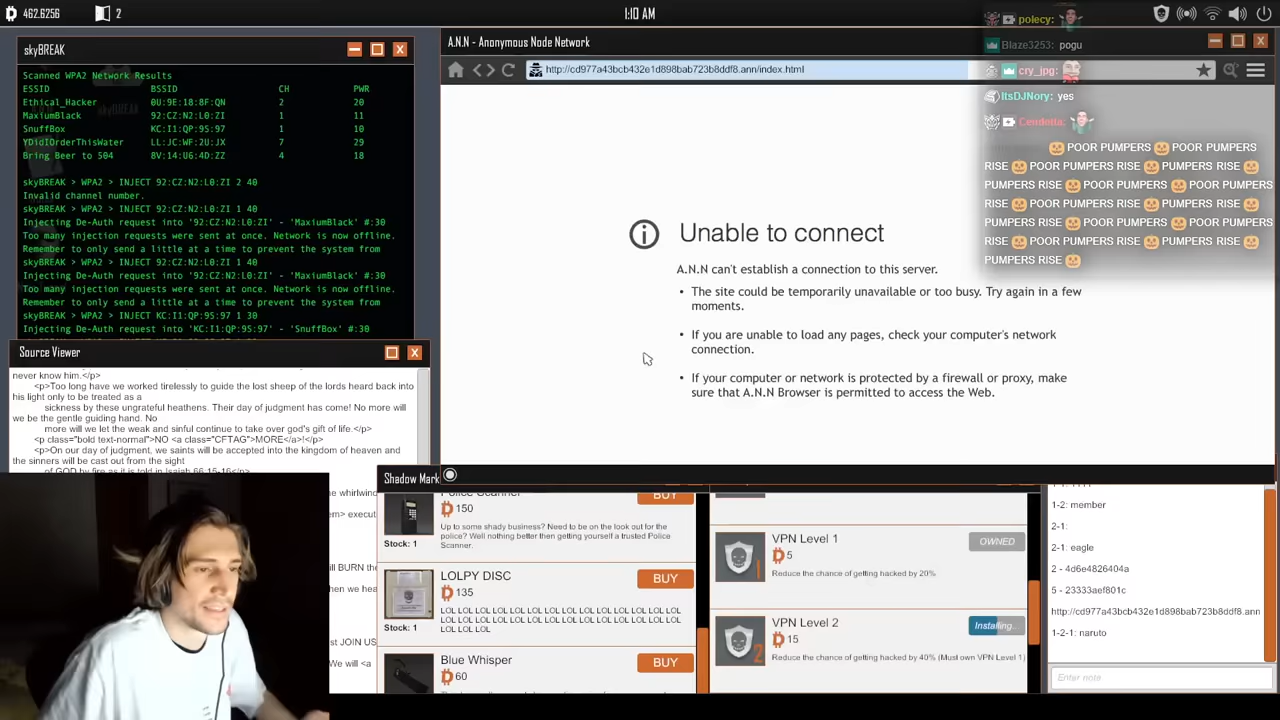 462.6256
2
1:10 AM
skyBREAK
Scanned WPA2 Network Results
ESSID BSSID CH PWR
Ethical_Hacker 0U:9E:18:8F:QN 2 20
MaxiumBlack 92:CZ:N2:L0:ZI 1 11
SnuffBox KC:I1:QP:95:97 1 10
YDidIOrderThisWater LL:JC:WF:2U:JX 7 29
Bring Beer to 504 8V:14:U6:4D:ZZ 4 18
skyBREAK > WPA2 > INJECT 92:CZ:N2:L0:ZI 2 40
Invalid channel number.
skyBREAK > WPA2 > INJECT 92:CZ:N2:L0:ZI 1 40
Injecting De-Auth request into '92:CZ:N2:L0:ZI' - 'MaxiumBlack' #:30
Too many injection requests were sent at once. Network is now offline.
Remember to only send a little at a time to prevent the system from
skyBREAK > WPA2 > INJECT 92:CZ:N2:L0:ZI 1 40
Injecting De-Auth request into '92:CZ:N2:L0:ZI' - 'MaxiumBlack' #:30
Too many injection requests were sent at once. Network is now offline.
Remember to only send a little at a time to prevent the system from
skyBREAK > WPA2 > INJECT KC:I1:QP:95:97 1 30
Injecting De-Auth request into 'KC:I1:QP:95:97' - 'SnuffBox' #:30
A.N.N - Anonymous Node Network
http://cd977a43bcb432e1d898bab723b8ddf8.ann/index.html
Unable to connect
A.N.N can't establish a connection to this server.
• The site could be temporarily unavailable or too busy. Try again in a few
moments.
• If you are unable to load any pages, check your computer's network
connection.
• If your computer or network is protected by a firewall or proxy, make
sure that A.N.N Browser is permitted to access the Web.
polecy:
Blaze3253: pogu
cry_jpg:
ItsDJNory: yes
Cendolla:
🎃 POOR PUMPERS 🎃 POOR PUMPERS
RISE 🎃 POOR PUMPERS RISE 🎃 PUMPERS RISE 🎃
PUMPERS RISE 🎃 POOR PUMPERS 🎃 POOR PUMPERS
RISE 🎃 POOR PUMPERS RISE 🎃 PUMPERS RISE 🎃
PUMPERS RISE 🎃 POOR PUMPERS 🎃 POOR PUMPERS
RISE 🎃 POOR PUMPERS RISE 🎃 PUMPERS RISE 🎃
PUMPERS RISE 🎃
Source Viewer
never know him.</p>
<p>Too long have we worked tirelessly to guide the lost sheep of the lords heard back into
his light only to be treated as a
sickness by these ungrateful heathens. Their day of judgment has come! No more will
we be the gentle guiding hand. No
more will we let the weak and sinful continue to take over god's gift of life.</p>
<p class="bold text-normal">NO <a class="CFTAG">MORE</a>!</p>
<p>On our day of judgment, we saints will be accepted into the kingdom of heaven and
the sinners will be cast out from the sight
of GOD by fire as it is told in Isaiah 66:15-16</p>
he whirlwin
> execut
ill BURN the
hen we hea
st JOIN US
We will <a
Shadow Mark
Police Scanner
150
BUY
Up to some shady business? Need to be on the look out for the
police? Well nothing better then getting yourself a trusted Police
Scanner.
Stock: 1
LOLPY DISC
135
BUY
LOL LOL LOL LOL LOL LOL LOL LOL LOL LOL LOL LOL LOL
LOL LOL LOL LOL LOL LOL LOL LOL LOL LOL LOL LOL LOL
LOL LOL LOL
Stock: 1
Blue Whisper
60
BUY
VPN Level 1
5
OWNED
Reduce the chance of getting hacked by 20%
VPN Level 2
15
Installing...
Reduce the chance of getting hacked by 40% (Must own VPN Level 1)
1-2: member
2-1:
2-1: eagle
2 - 4d6e4826404a
5 - 23333aef801c
http://cd977a43bcb432e1d898bab723b8ddf8.ann
1-2-1: naruto
Enter note